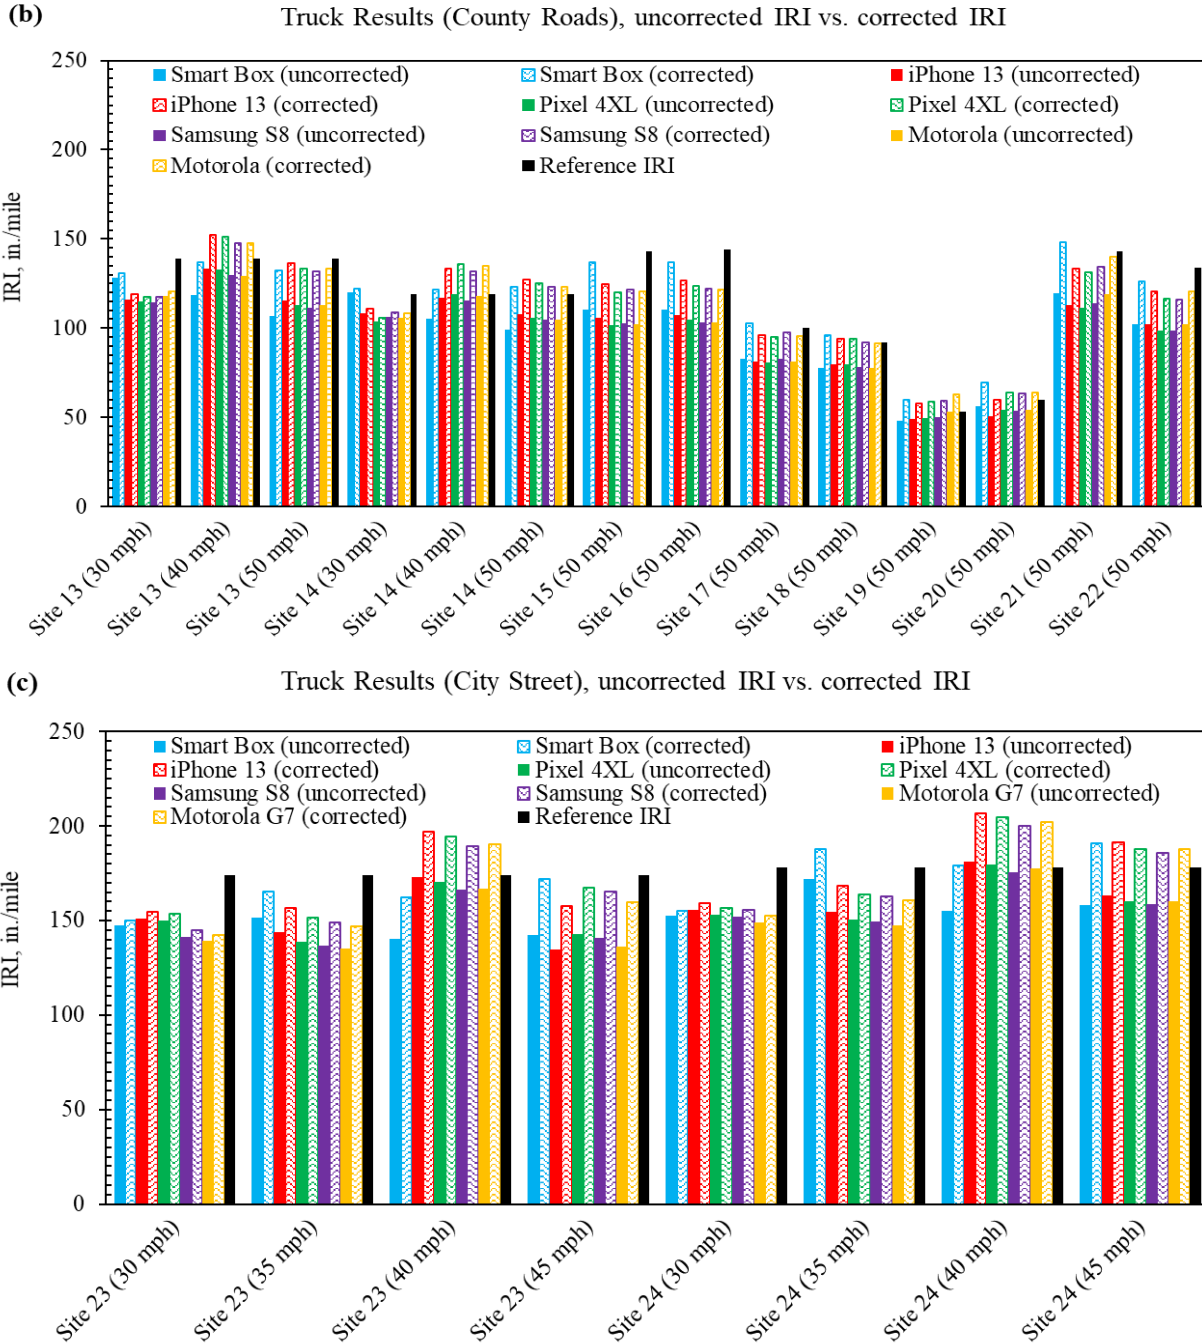 (b)
Truck Results (County Roads), uncorrected IRI vs. corrected IRI
IRI, in./mile
250
200
150
100
50
0
Smart Box (uncorrected) Smart Box (corrected) iPhone 13 (uncorrected)
iPhone 13 (corrected) Pixel 4XL (uncorrected) Pixel 4XL (corrected)
Samsung S8 (uncorrected) Samsung S8 (corrected) Motorola (uncorrected)
Motorola (corrected) Reference IRI
Site 13 (30 mph)
Site 13 (40 mph)
Site 13 (50 mph)
Site 14 (30 mph)
Site 14 (40 mph)
Site 14 (50 mph)
Site 15 (50 mph)
Site 16 (50 mph)
Site 17 (50 mph)
Site 18 (50 mph)
Site 19 (50 mph)
Site 20 (50 mph)
Site 21 (50 mph)
Site 22 (50 mph)
(c)
Truck Results (City Street), uncorrected IRI vs. corrected IRI
IRI, in./mile
250
200
150
100
50
0
Smart Box (uncorrected) Smart Box (corrected) iPhone 13 (uncorrected)
iPhone 13 (corrected) Pixel 4XL (uncorrected) Pixel 4XL (corrected)
Samsung S8 (uncorrected) Samsung S8 (corrected) Motorola G7 (uncorrected)
Motorola G7 (corrected) Reference IRI
Site 23 (30 mph)
Site 23 (35 mph)
Site 23 (40 mph)
Site 23 (45 mph)
Site 24 (30 mph)
Site 24 (35 mph)
Site 24 (40 mph)
Site 24 (45 mph)